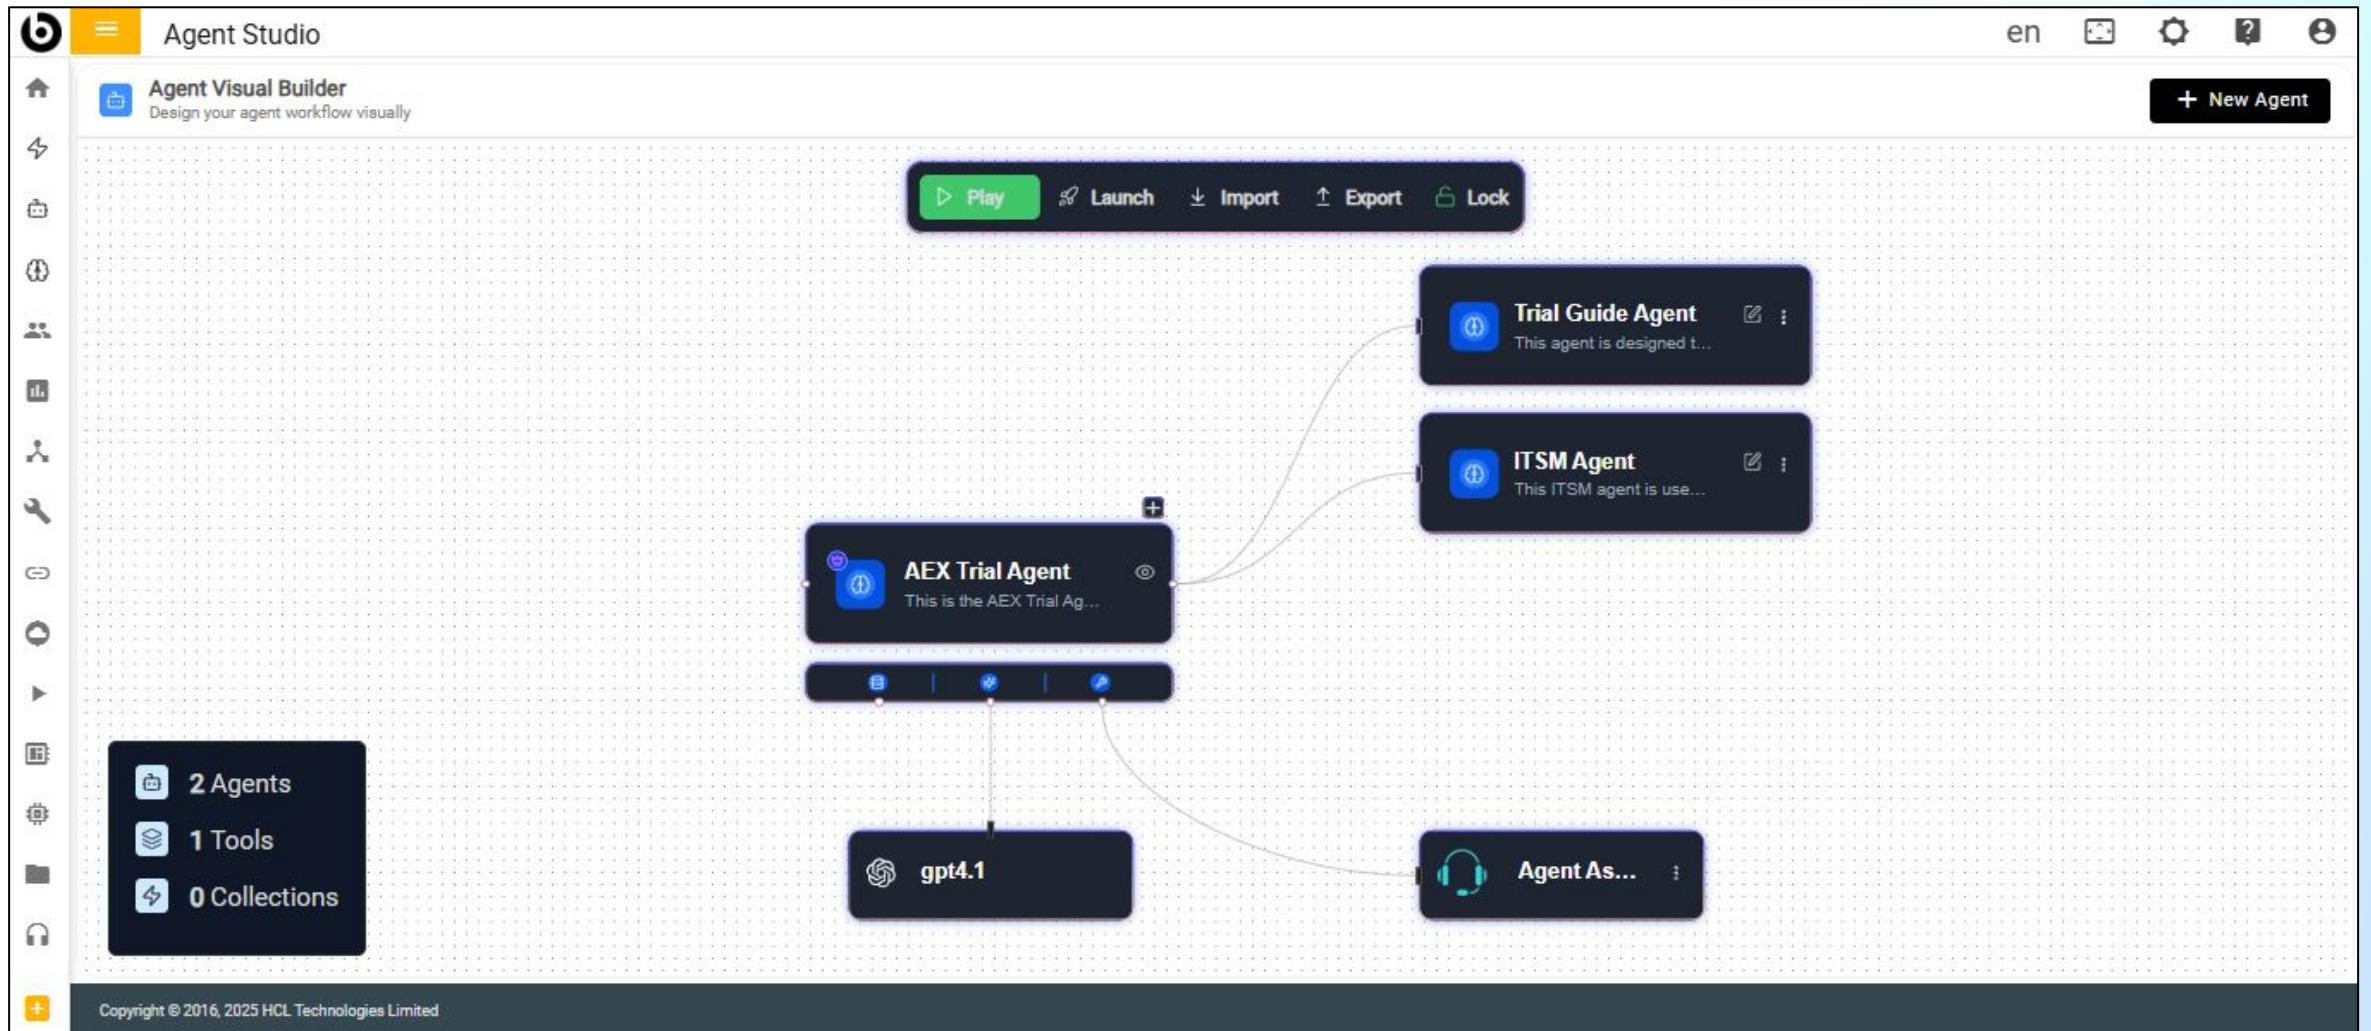 Agent Studio
en
Agent Visual Builder
Design your agent workflow visually
+ New Agent
Play
Launch
Import
Export
Lock
Trial Guide Agent
This agent is designed t...
ITSM Agent
This ITSM agent is use...
AEX Trial Agent
This is the AEX Trial Ag...
2 Agents
1 Tools
0 Collections
gpt4.1
Agent As...
Copyright © 2016, 2025 HCL Technologies Limited